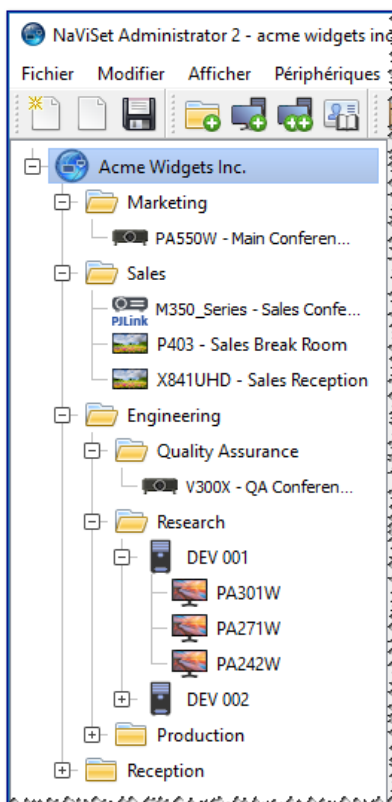 NaViSet Administrator 2 - acme widgets inc
Fichier Modifier Afficher Périphériques
Acme Widgets Inc.
Marketing
PA550W - Main Conferen...
Sales
PJLink
M350_Series - Sales Confe...
P403 - Sales Break Room
X841UHD - Sales Reception
Engineering
Quality Assurance
V300X - QA Conferen...
Research
DEV 001
PA301W
PA271W
PA242W
DEV 002
Production
Reception